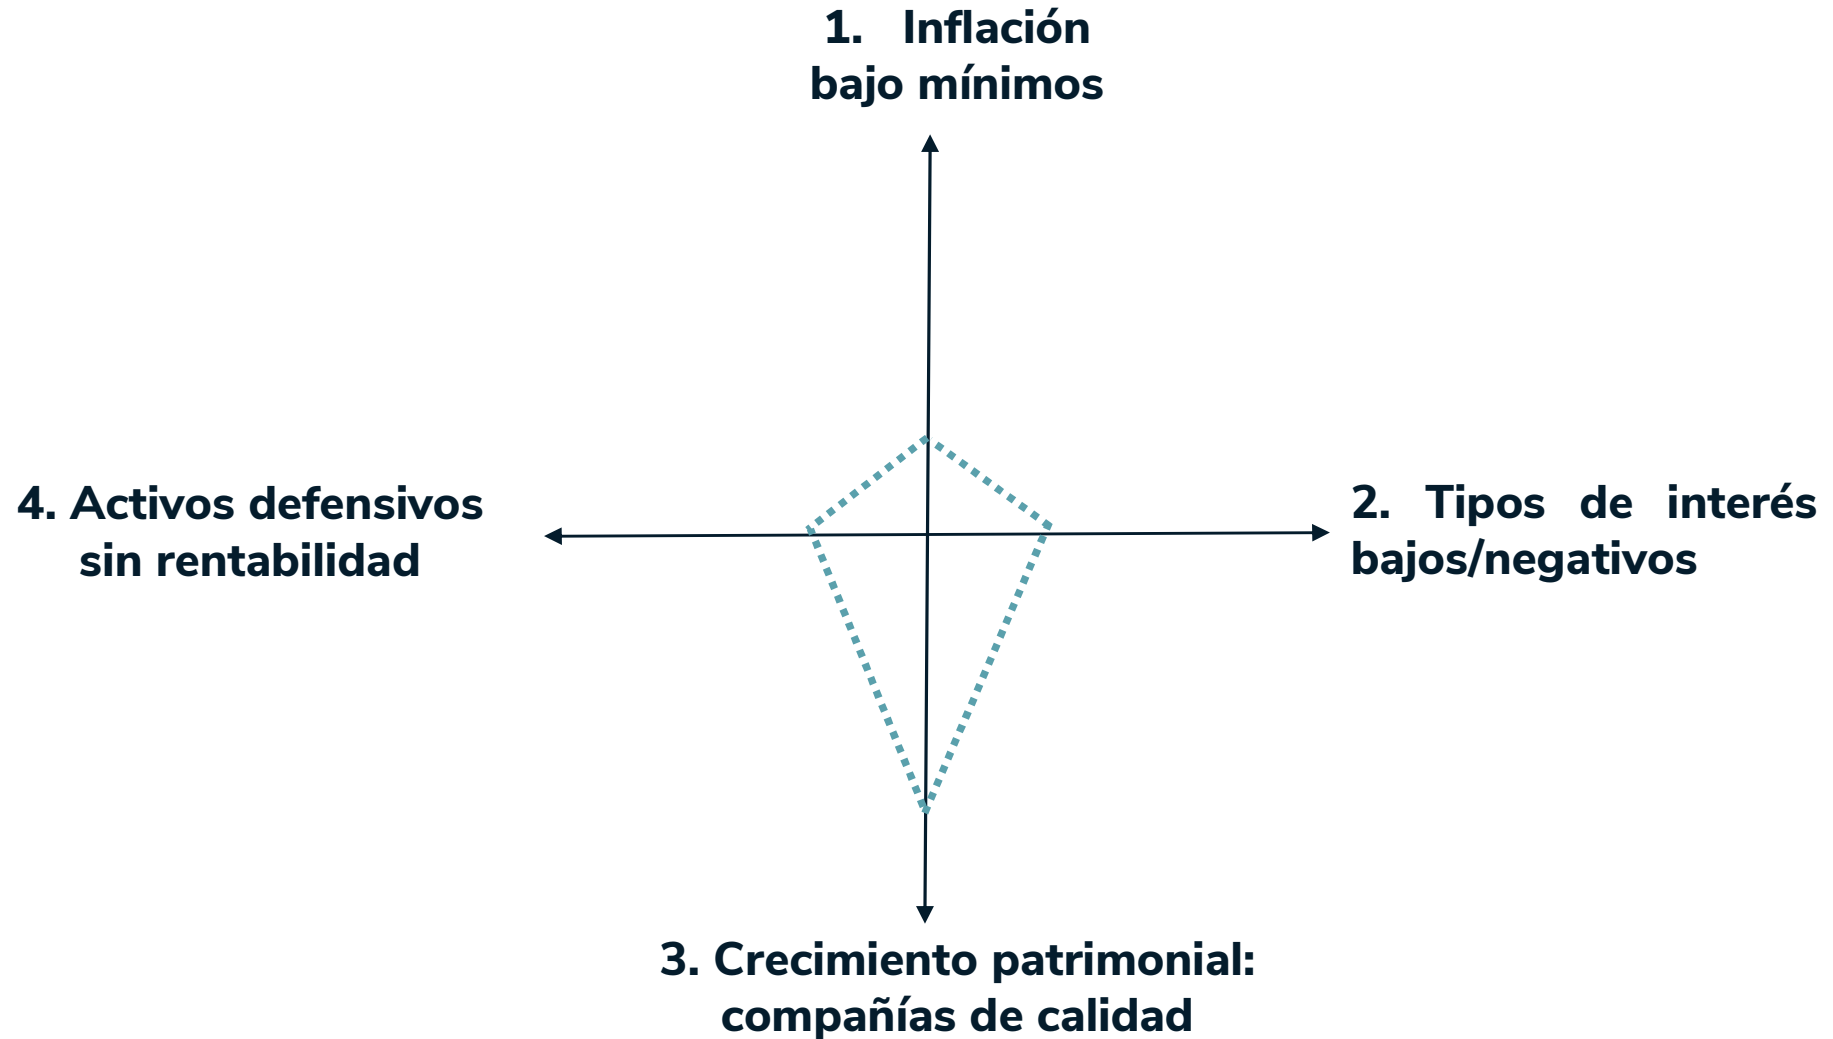 1. Inflación
bajo mínimos
4. Activos defensivos
sin rentabilidad
2. Tipos de interés
bajos/negativos
3. Crecimiento patrimonial:
compañías de calidad